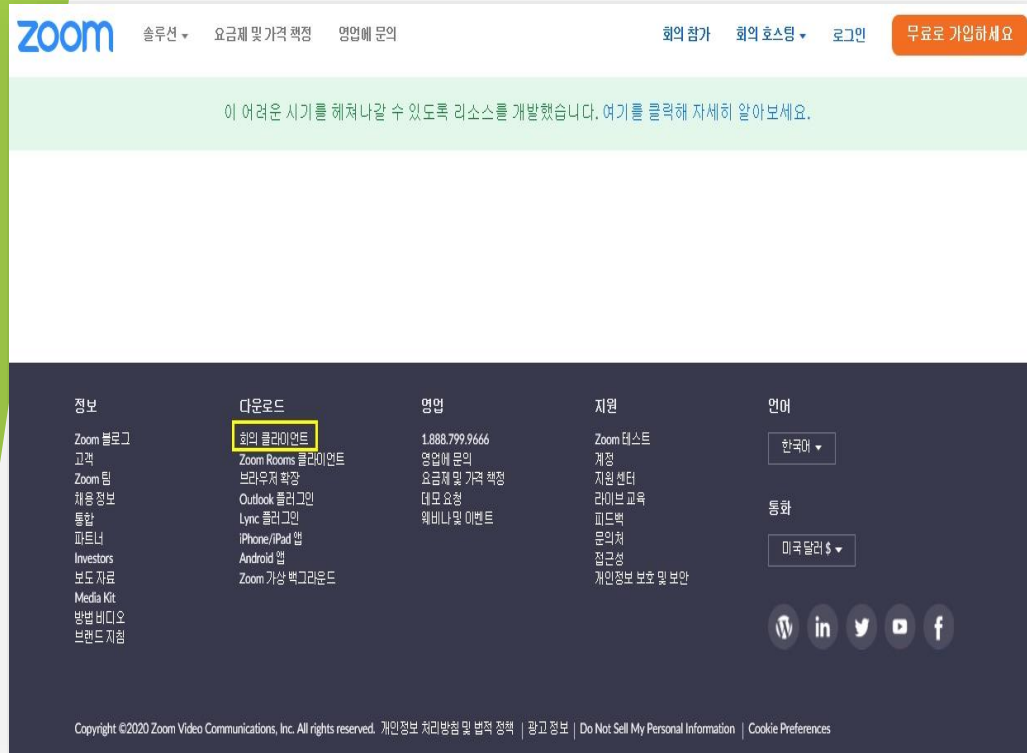 zoom 솔루션 요금제 및 가격 책정 영업에 문의 회의 참가 회의 호스팅 로그인 무료로 가입하세요
이 어려운 시기를 헤쳐나갈 수 있도록 리소스를 개발했습니다. 여기를 클릭해 자세히 알아보세요.
정보
Zoom 블로그
고객
Zoom 팀
채용 정보
통합
파트너
Investors
보도 자료
Media Kit
방법 비디오
브랜드 지침
다운로드
회의 클라이언트
Zoom Rooms 클라이언트
브라우저 확장
Outlook 플러그인
Lync 플러그인
iPhone/iPad 앱
Android 앱
Zoom 가상 백그라운드
영업
1.888.799.9666
영업에 문의
요금제 및 가격 책정
데모 요청
웨비나 및 이벤트
지원
Zoom 테스트
계정
지원 센터
라이브 교육
피드백
문의처
접근성
개인정보 보호 및 보안
언어
한국어
통화
미국 달러 $
in f
Copyright ©2020 Zoom Video Communications, Inc. All rights reserved. 개인정보 처리방침 및 법적 정책 | 광고 정보 | Do Not Sell My Personal Information | Cookie Preferences